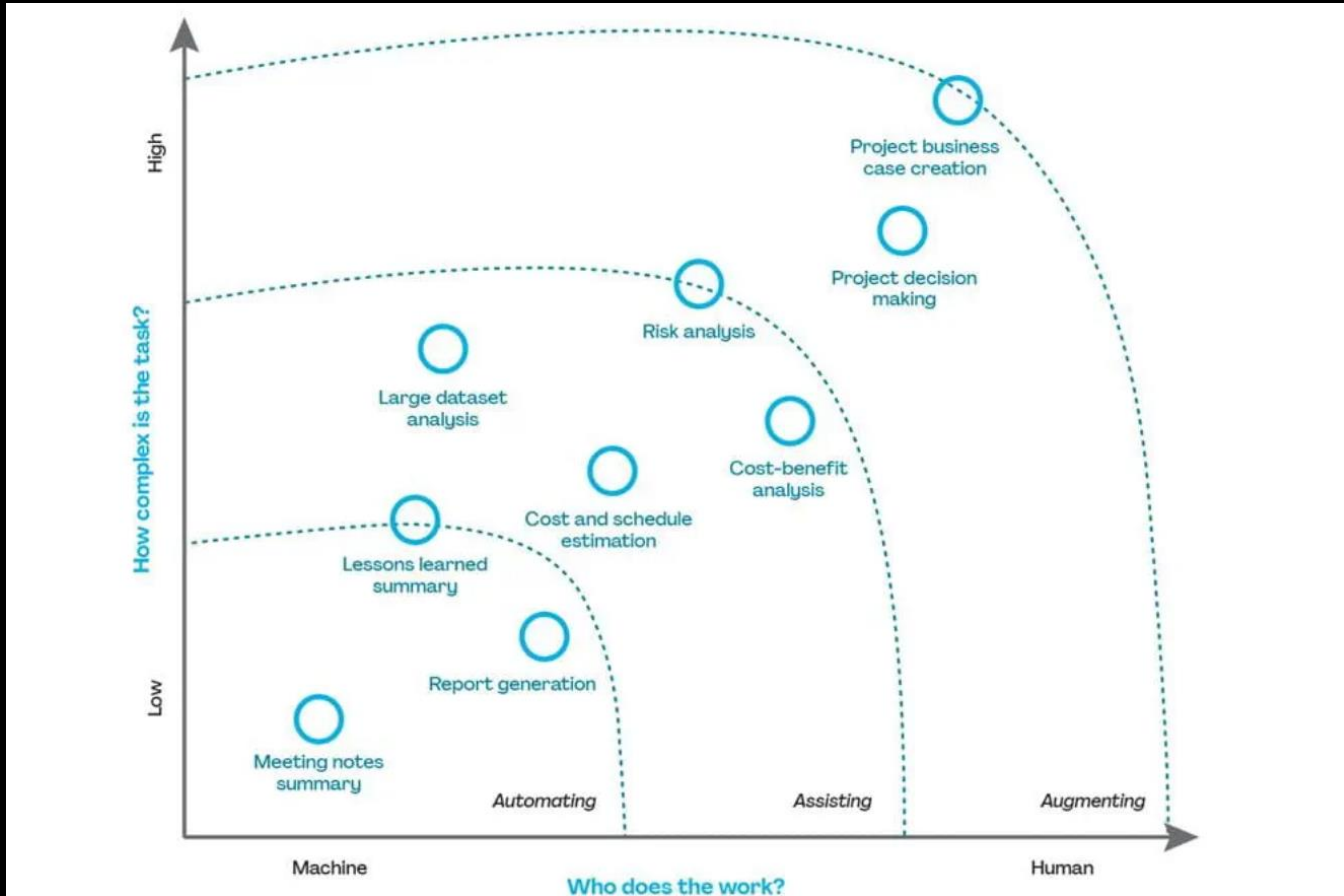 High
How complex is the task?
Low
Project business
case creation
Project decision
making
Risk analysis
Large dataset
analysis
Cost-benefit
analysis
Cost and schedule
estimation
Lessons learned
summary
Report generation
Meeting notes
summary
Automating
Assisting
Augmenting
Machine
Human
Who does the work?